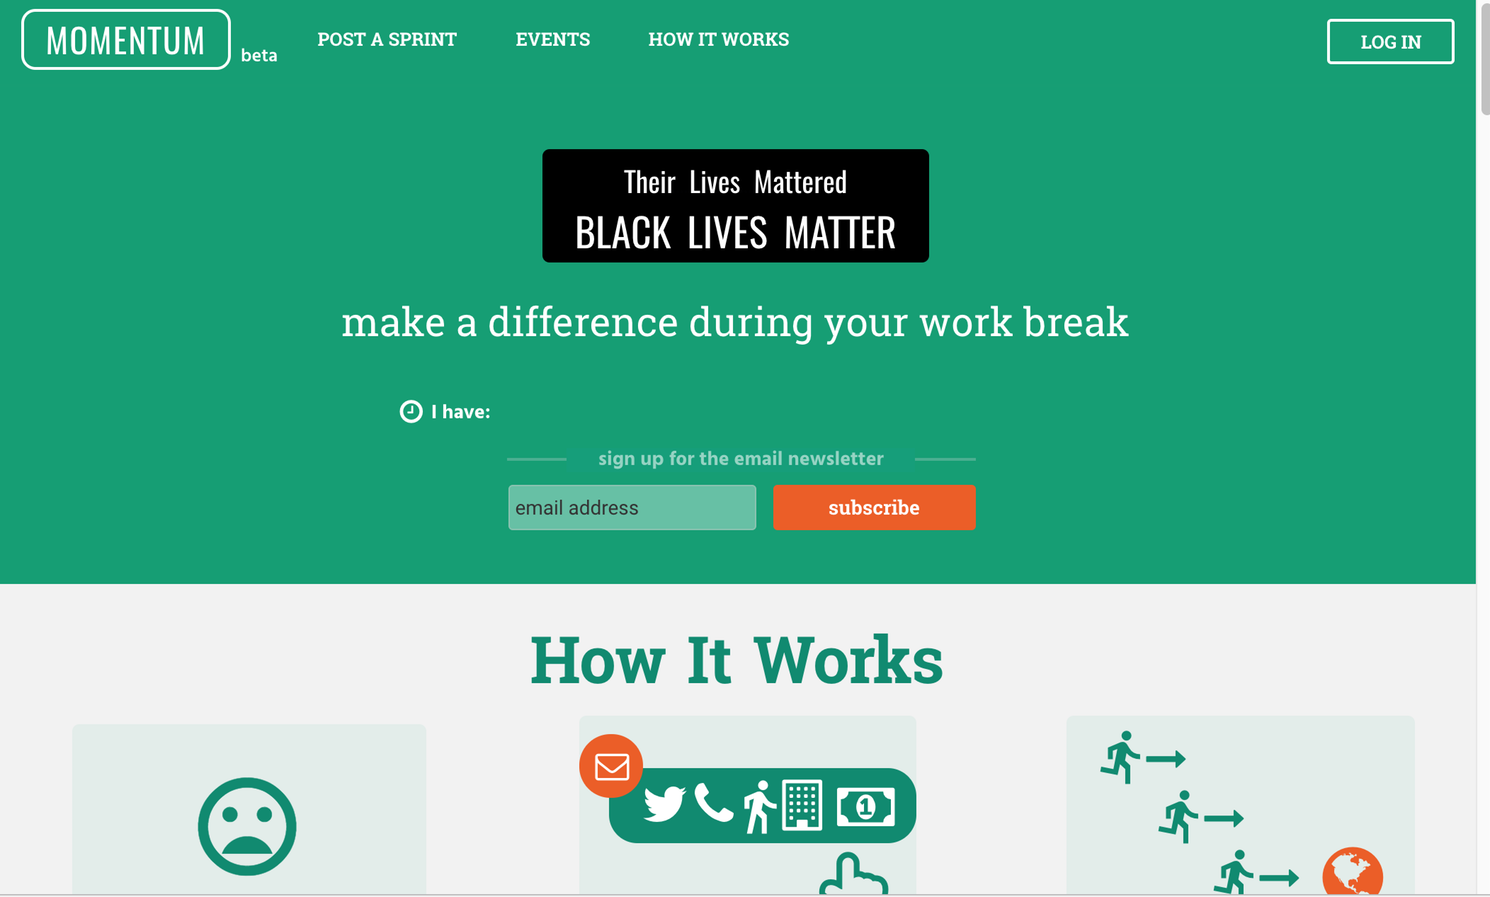 MOMENTUM
beta
POST A SPRINT
EVENTS
HOW IT WORKS
LOG IN
Their Lives Mattered
BLACK LIVES MATTER
make a difference during your work break
I have:
sign up for the email newsletter
email address
subscribe
How It Works
1